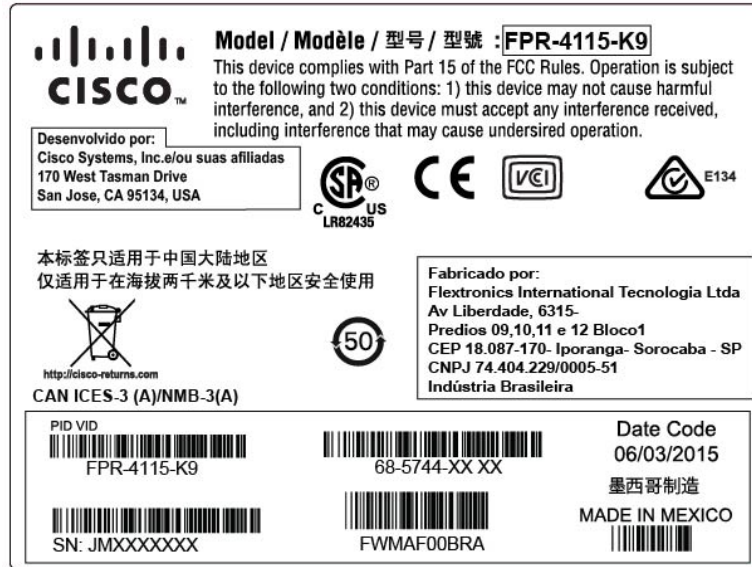 CISCO™
Model / Modèle / 型号 / 型號 : FPR-4115-K9
This device complies with Part 15 of the FCC Rules. Operation is subject
to the following two conditions: 1) this device may not cause harmful
interference, and 2) this device must accept any interference received,
including interference that may cause undersired operation.
Desenvolvido por:
Cisco Systems, Inc.e/ou suas afiliadas
170 West Tasman Drive
San Jose, CA 95134, USA
SA®
C US
LR82435
CE
VCI
E134
本标签只适用于中国大陆地区
仅适用于在海拔两千米及以下地区安全使用
http://cisco-returns.com
50
CAN ICES-3 (A)/NMB-3(A)
Fabricado por:
Flextronics International Tecnologia Ltda
Av Liberdade, 6315-
Predios 09,10,11 e 12 Bloco1
CEP 18.087-170- Iporanga- Sorocaba - SP
CNPJ 74.404.229/0005-51
Indústria Brasileira
PID VID
FPR-4115-K9
68-5744-XX XX
SN: JMXXXXXXX
FWMAF00BRA
Date Code
06/03/2015
墨西哥制造
MADE IN MEXICO